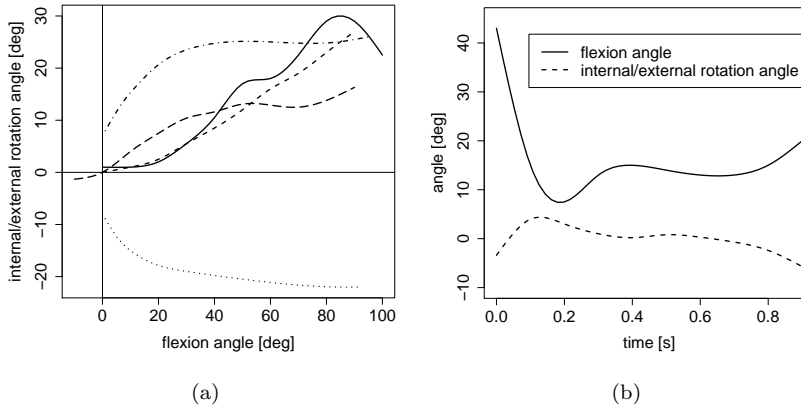 internal/external rotation angle [deg]
30
20
10
0
−10
−20
0 20 40 60 80 100
flexion angle [deg]
(a)
angle [deg]
40
30
20
10
0
−10
flexion angle
internal/external rotation angle
0.0 0.2 0.4 0.6 0.8
time [s]
(b)